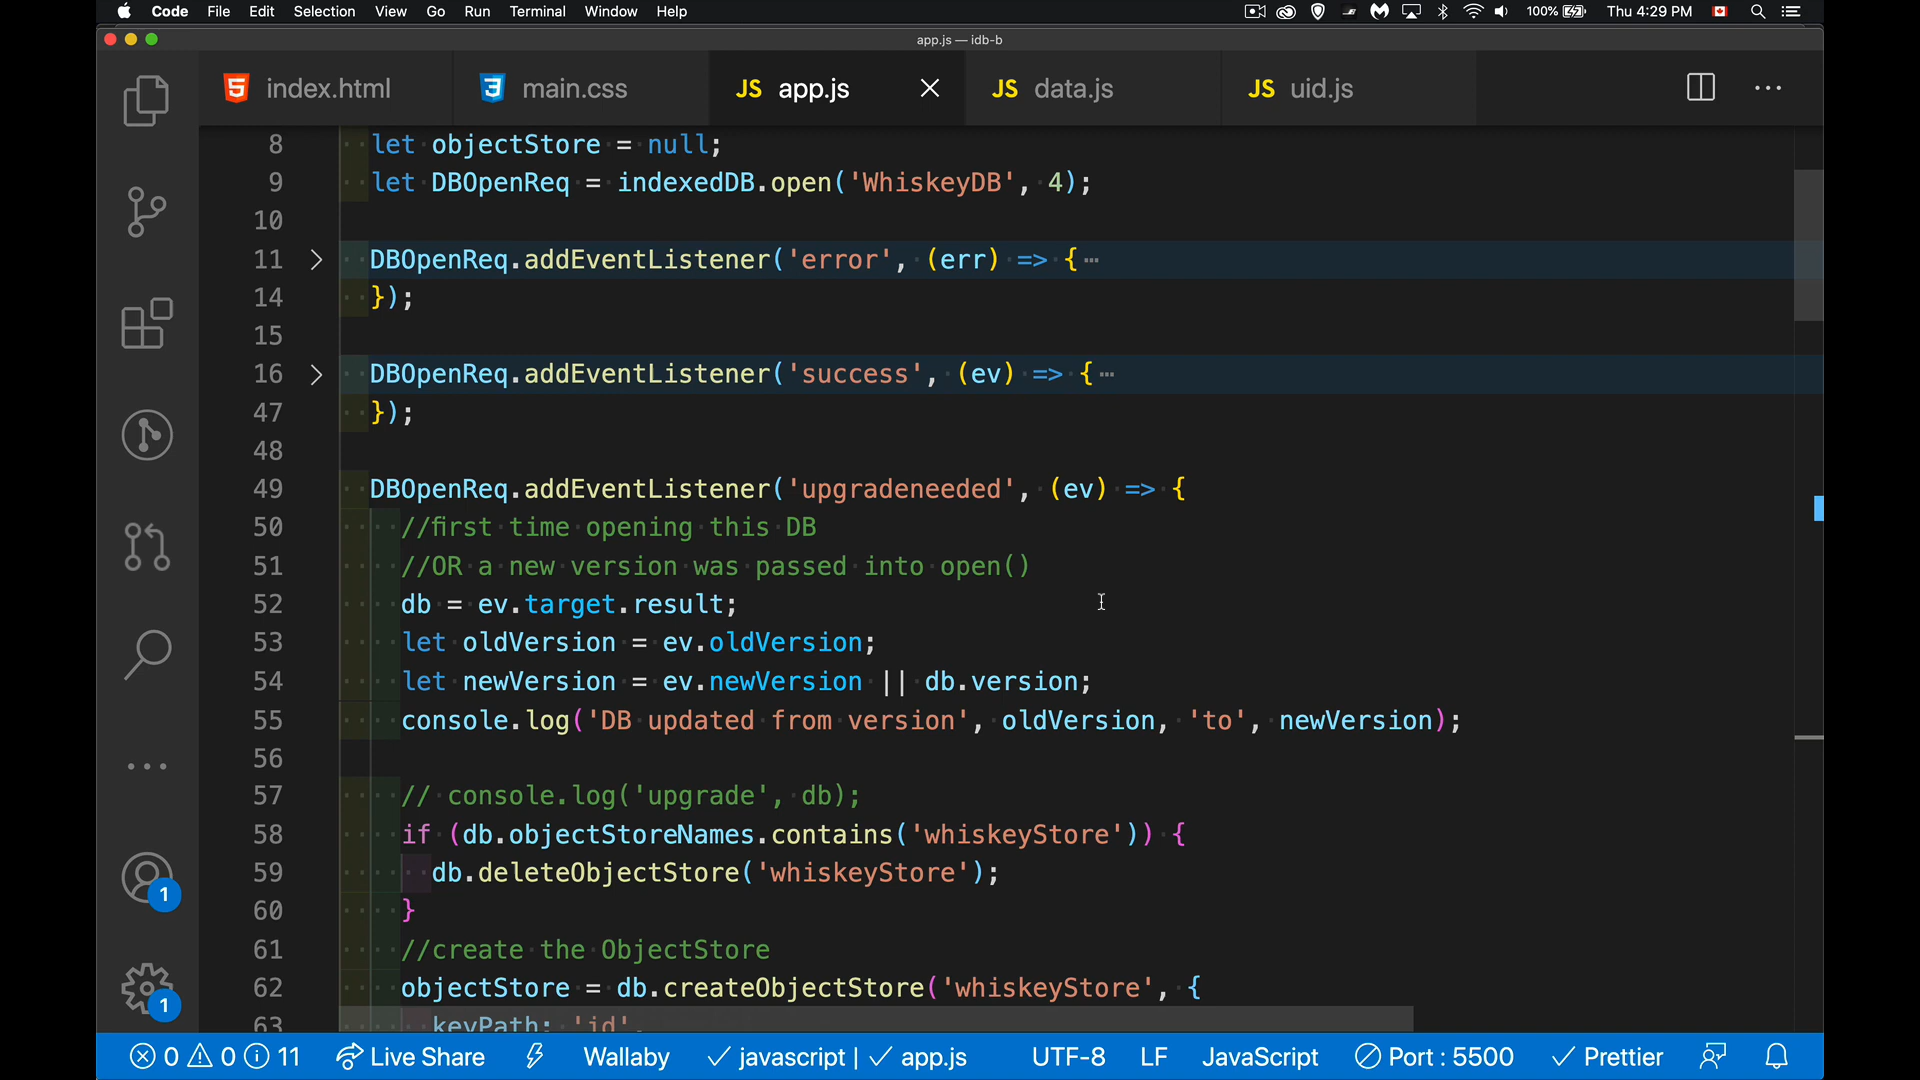 Code File Edit Selection View Go Run Terminal Window Help 100% Thu 4:29 PM
app.js — idb-b
index.html main.css JS app.js JS data.js JS uid.js
8 let objectStore = null;
9 let DBOpenReq = indexedDB.open('WhiskeyDB', 4);
10
11 DBOpenReq.addEventListener('error', (err) => {
14 });
15
16 DBOpenReq.addEventListener('success', (ev) => {
47 });
48
49 DBOpenReq.addEventListener('upgradeneeded', (ev) => {
50 //first time opening this DB
51 //OR a new version was passed into open()
52 db = ev.target.result;
53 let oldVersion = ev.oldVersion;
54 let newVersion = ev.newVersion || db.version;
55 console.log('DB updated from version', oldVersion, 'to', newVersion);
56
57 // console.log('upgrade', db);
58 if (db.objectStoreNames.contains('whiskeyStore')) {
59 db.deleteObjectStore('whiskeyStore');
60 }
61 //create the ObjectStore
62 objectStore = db.createObjectStore('whiskeyStore', {
63 keyPath: 'id',
1
1
0 0 11 Live Share Wallaby javascript | app.js UTF-8 LF JavaScript Port : 5500 Prettier